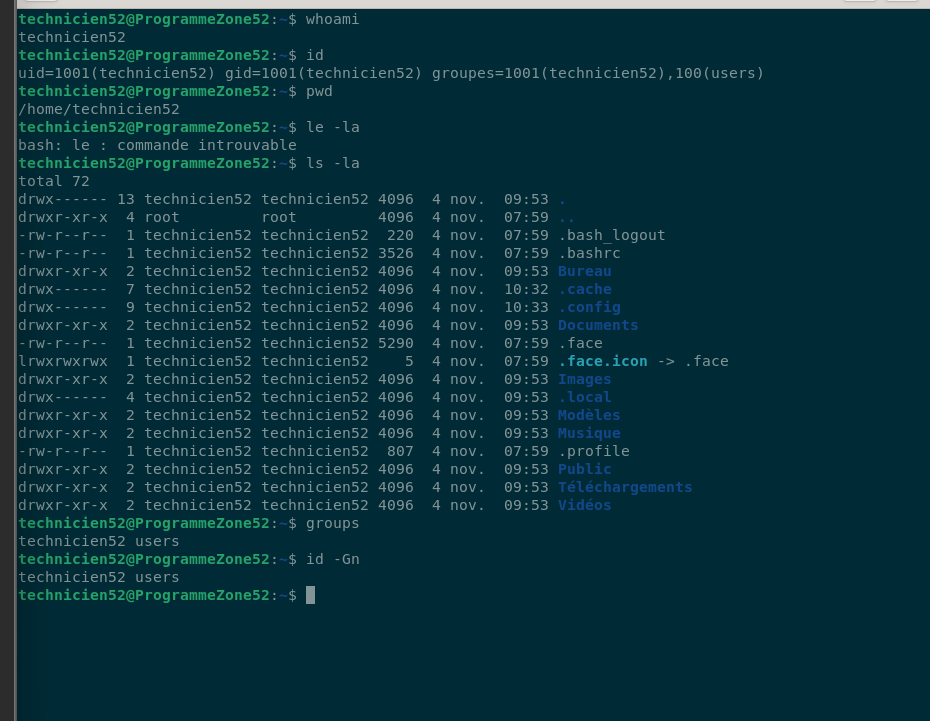 technicien52@ProgrammeZone52:~$ whoami
technicien52
technicien52@ProgrammeZone52:~$ id
uid=1001(technicien52) gid=1001(technicien52) groupes=1001(technicien52),100(users)
technicien52@ProgrammeZone52:~$ pwd
/home/technicien52
technicien52@ProgrammeZone52:~$ le -la
bash: le : commande introuvable
technicien52@ProgrammeZone52:~$ ls -la
total 72
drwx------ 13 technicien52 technicien52 4096  4 nov.  09:53 .
drwxr-xr-x  4 root         root         4096  4 nov.  07:59 ..
-rw-r--r--  1 technicien52 technicien52  220  4 nov.  07:59 .bash_logout
-rw-r--r--  1 technicien52 technicien52 3526  4 nov.  07:59 .bashrc
drwxr-xr-x  2 technicien52 technicien52 4096  4 nov.  09:53 Bureau
drwx------  7 technicien52 technicien52 4096  4 nov.  10:32 .cache
drwx------  9 technicien52 technicien52 4096  4 nov.  10:33 .config
drwxr-xr-x  2 technicien52 technicien52 4096  4 nov.  09:53 Documents
-rw-r--r--  1 technicien52 technicien52 5290  4 nov.  07:59 .face
lrwxrwxrwx  1 technicien52 technicien52    5  4 nov.  07:59 .face.icon -> .face
drwxr-xr-x  2 technicien52 technicien52 4096  4 nov.  09:53 Images
drwx------  4 technicien52 technicien52 4096  4 nov.  09:53 .local
drwxr-xr-x  2 technicien52 technicien52 4096  4 nov.  09:53 Modèles
drwxr-xr-x  2 technicien52 technicien52 4096  4 nov.  09:53 Musique
-rw-r--r--  1 technicien52 technicien52  807  4 nov.  07:59 .profile
drwxr-xr-x  2 technicien52 technicien52 4096  4 nov.  09:53 Public
drwxr-xr-x  2 technicien52 technicien52 4096  4 nov.  09:53 Téléchargements
drwxr-xr-x  2 technicien52 technicien52 4096  4 nov.  09:53 Vidéos
technicien52@ProgrammeZone52:~$ groups
technicien52 users
technicien52@ProgrammeZone52:~$ id -Gn
technicien52 users
technicien52@ProgrammeZone52:~$